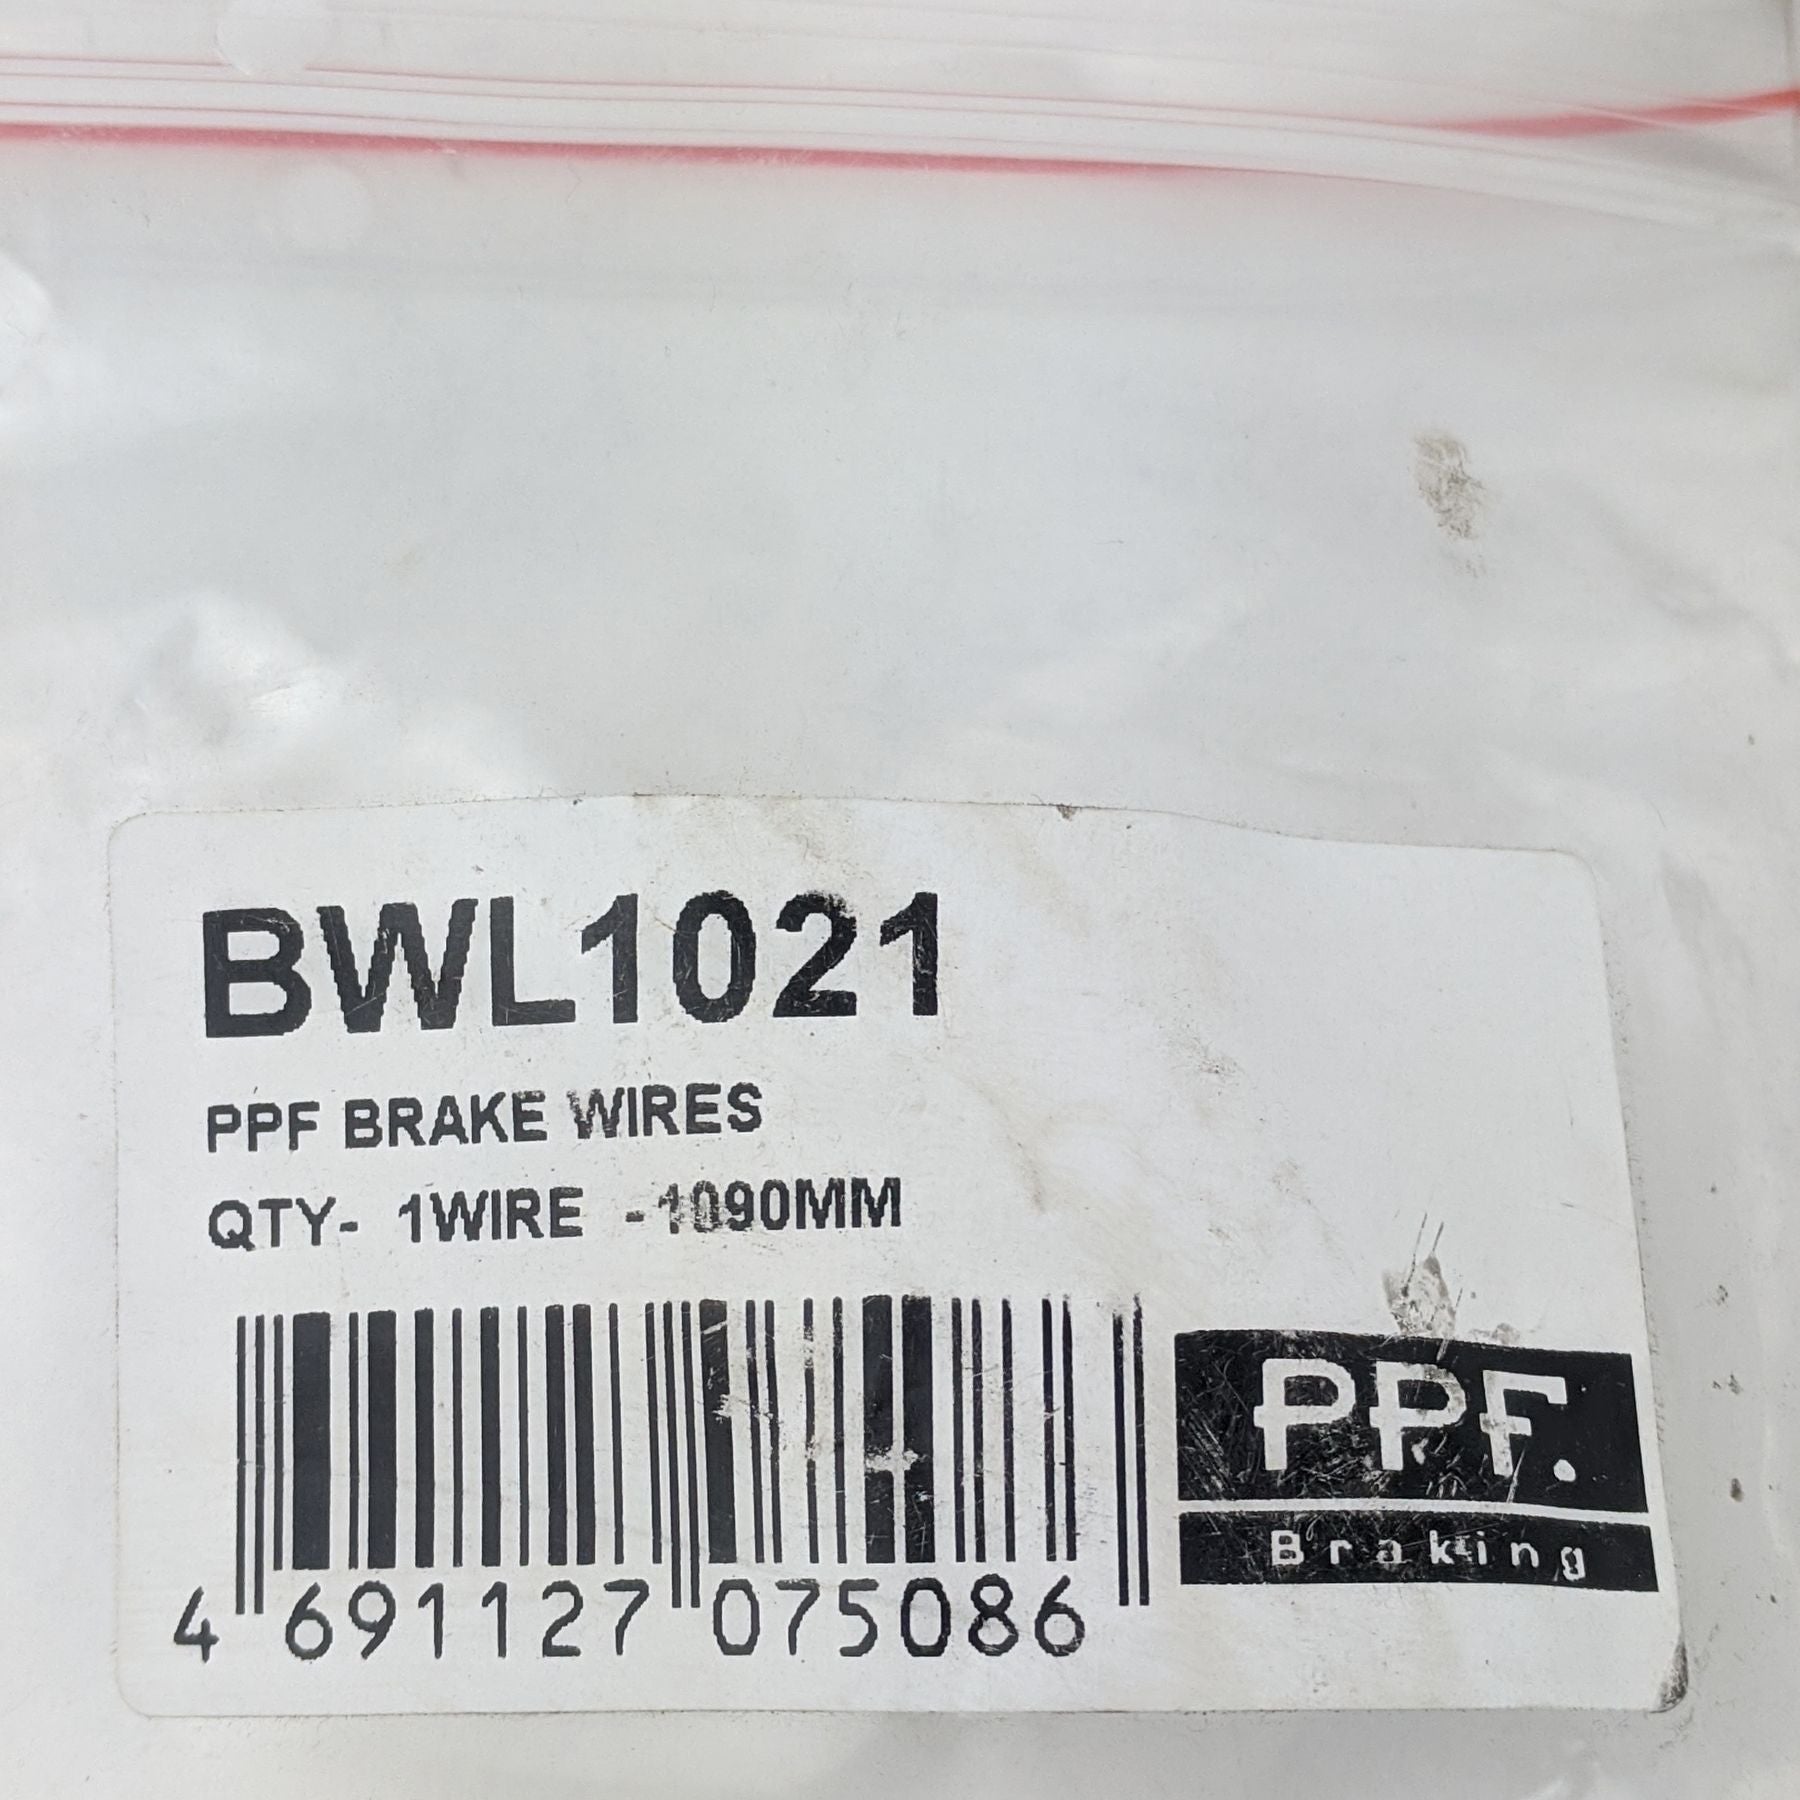 BWL1021
PPF BRAKE WIRES
QTY- 1WIRE -1090MM
4 691127 075086
PPF.
Braking